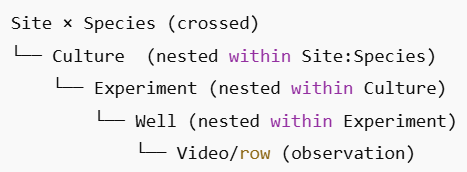 Site × Species (crossed)
└── Culture  (nested within Site:Species)
    └── Experiment (nested within Culture)
        └── Well (nested within Experiment)
            └── Video/row (observation)